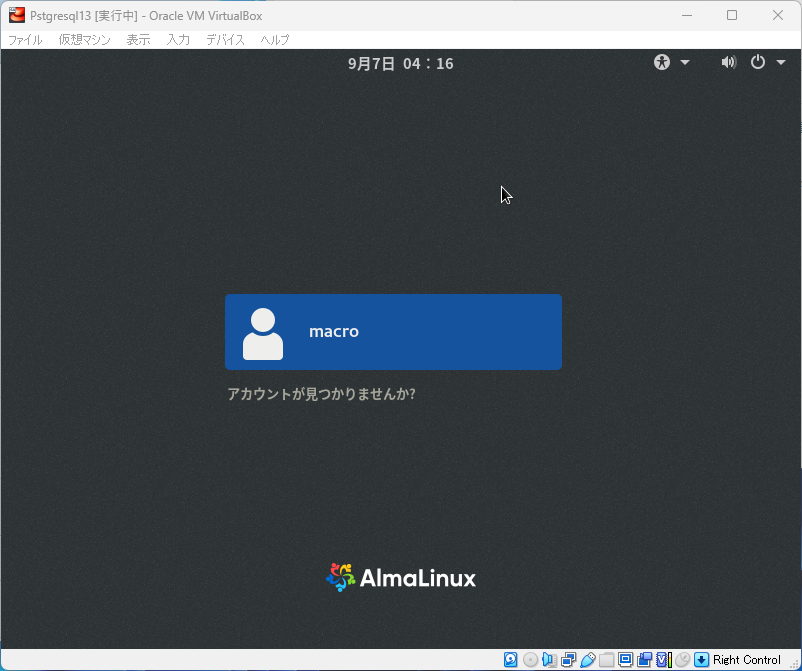 Pstgresql13 [実行中] - Oracle VM VirtualBox
ファイル 仮想マシン 表示 入力 デバイス ヘルプ
9月7日 04：16
macro
アカウントが見つかりませんか?
AlmaLinux
Right Control